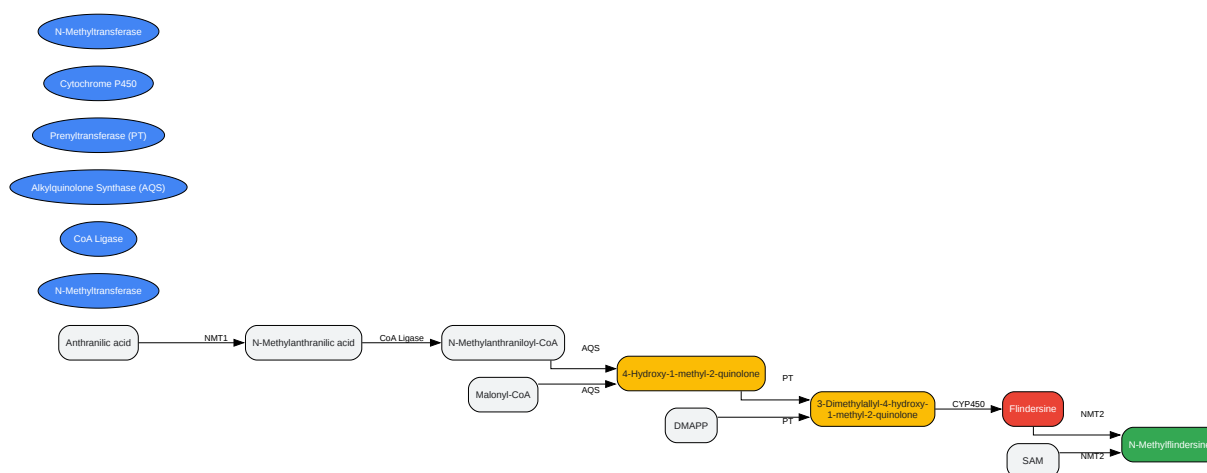 N-Methyltransferase
Cytochrome P450
Prenyltransferase (PT)
Alkylquinolone Synthase (AQS)
CoA Ligase
N-Methyltransferase
Anthranilic acid
NMT1
N-Methylanthranilic acid
CoA Ligase
N-Methylanthraniloyl-CoA
AQS
Malonyl-CoA
AQS
4-Hydroxy-1-methyl-2-quinolone
PT
DMAPP
PT
3-Dimethylallyl-4-hydroxy-
1-methyl-2-quinolone
CYP450
Flindersine
NMT2
SAM
NMT2
N-Methylflindersine